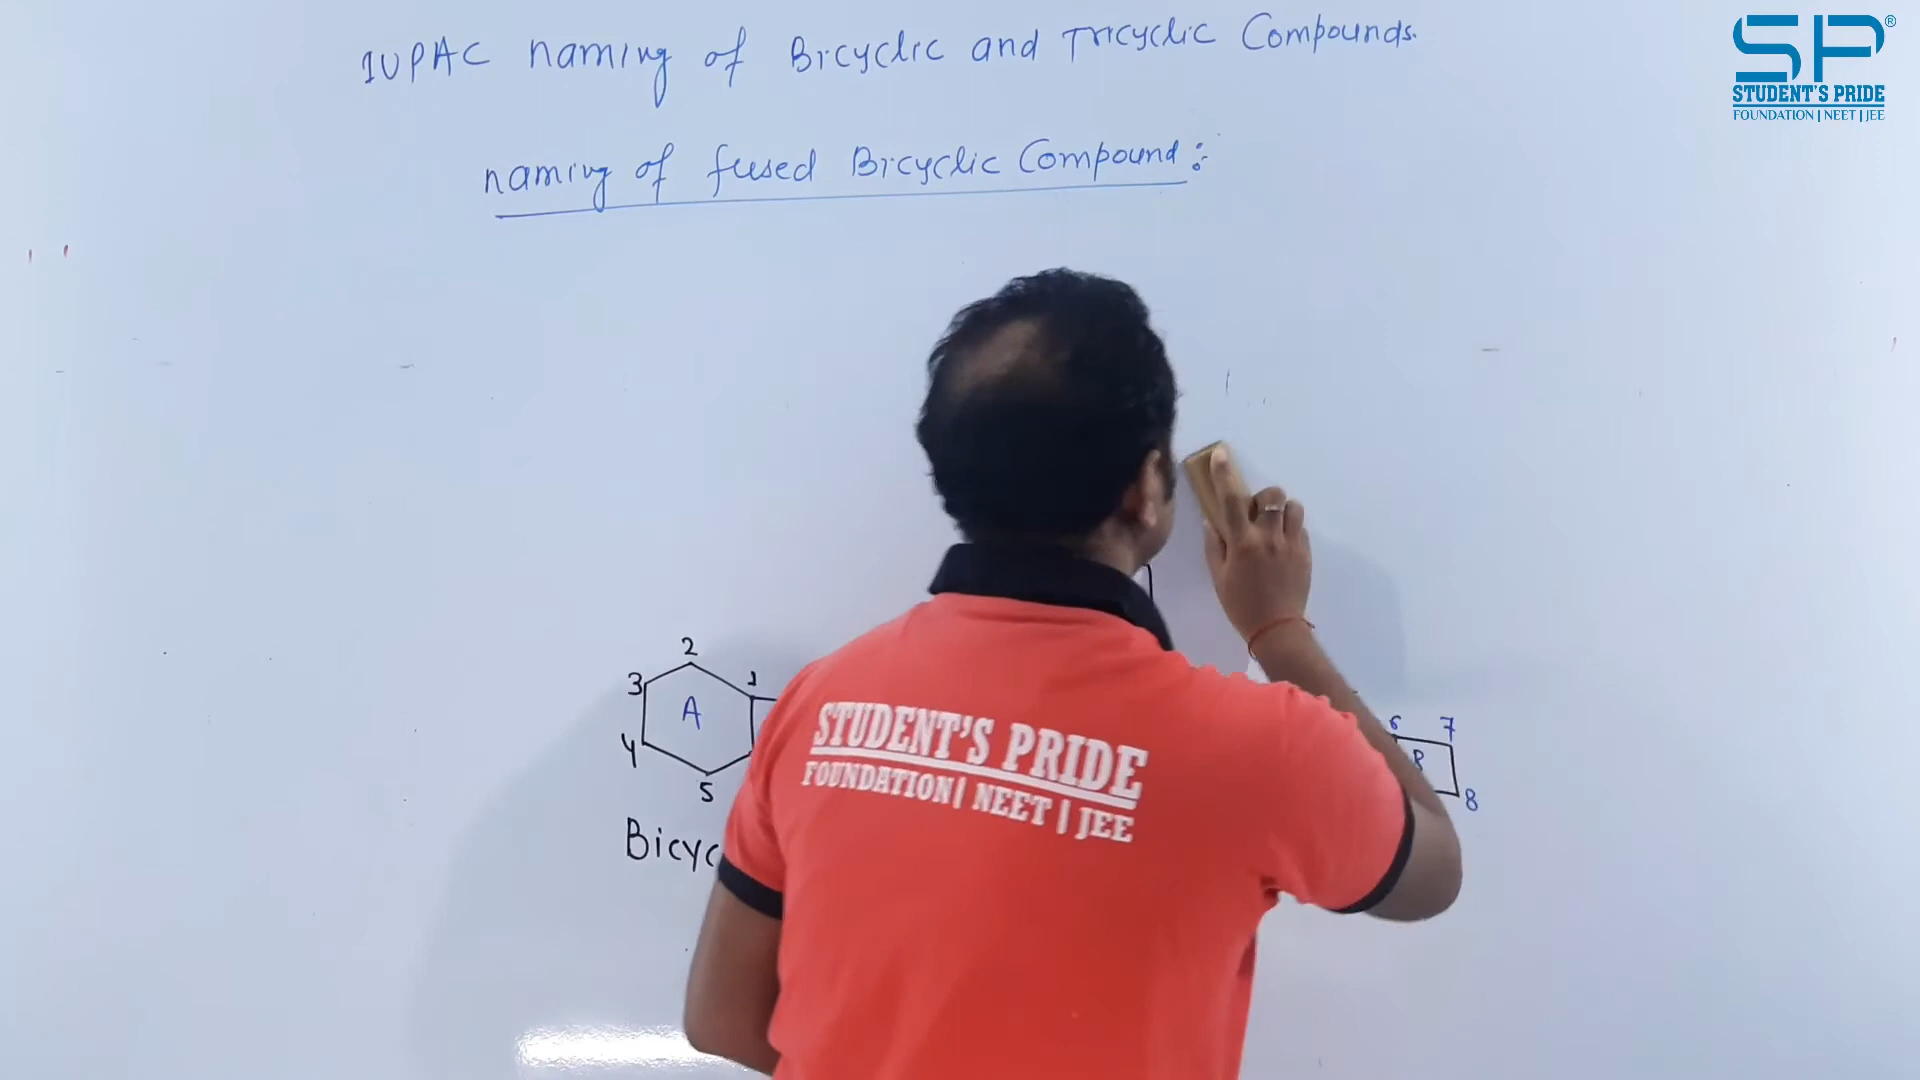 IUPAC naming of Bicyclic and Tricyclic Compounds.
SP®
STUDENT'S PRIDE
FOUNDATION | NEET | JEE
naming of fused Bicyclic Compound :
2
3
1
A
4
5
6
7
8
Bicyc
STUDENT'S PRIDE
FOUNDATION | NEET | JEE